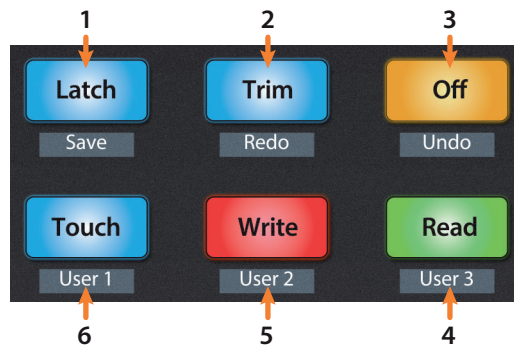 1 2 3
Latch Trim Off
Save Redo Undo
Touch Write Read
User 1 User 2 User 3
6 5 4